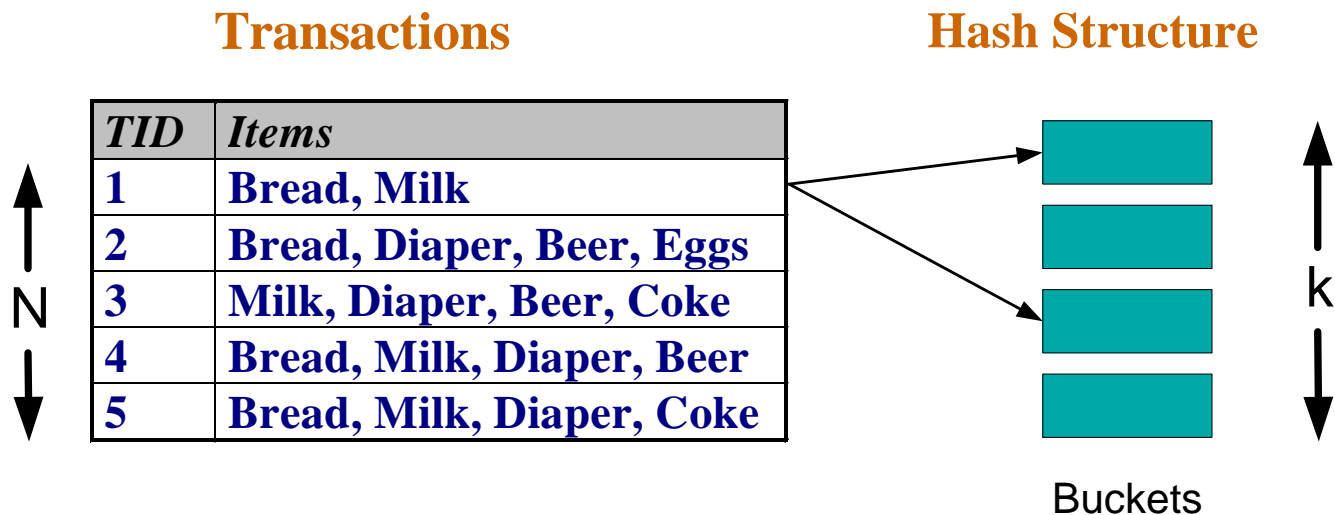 Transactions
Hash Structure
TID Items
1 Bread, Milk
2 Bread, Diaper, Beer, Eggs
3 Milk, Diaper, Beer, Coke
4 Bread, Milk, Diaper, Beer
5 Bread, Milk, Diaper, Coke
N
k
Buckets